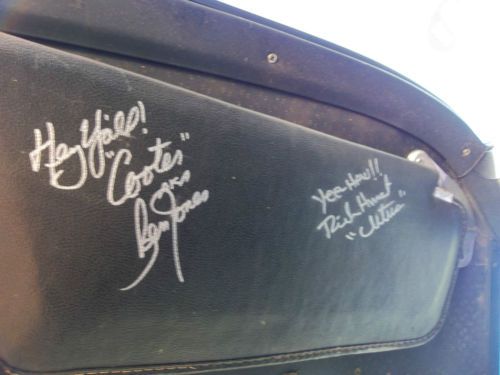 Hey Y'all!
"Cooter"
Ben Jones
Yee-Haw!!
Rick Hurst
"Cletus"